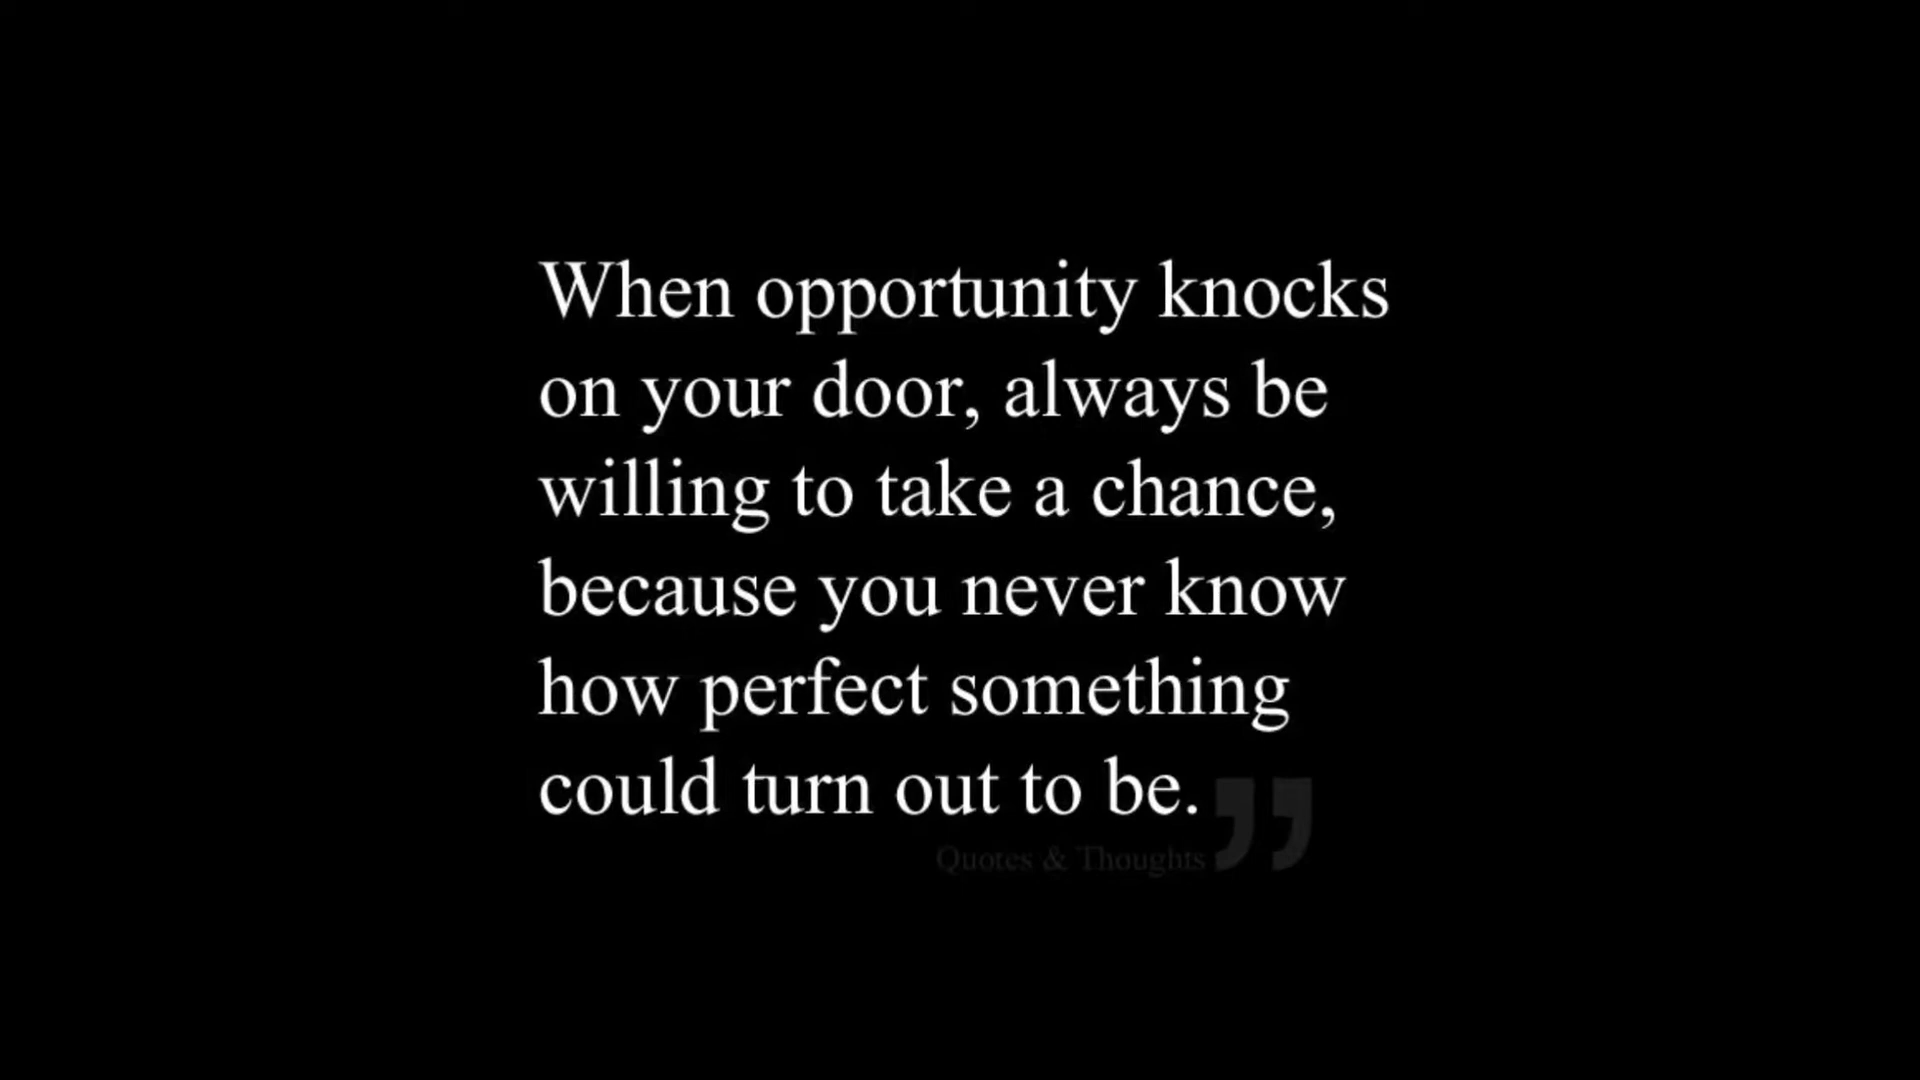 When opportunity knocks
on your door, always be
willing to take a chance,
because you never know
how perfect something
could turn out to be.”
Quotes & Thoughts